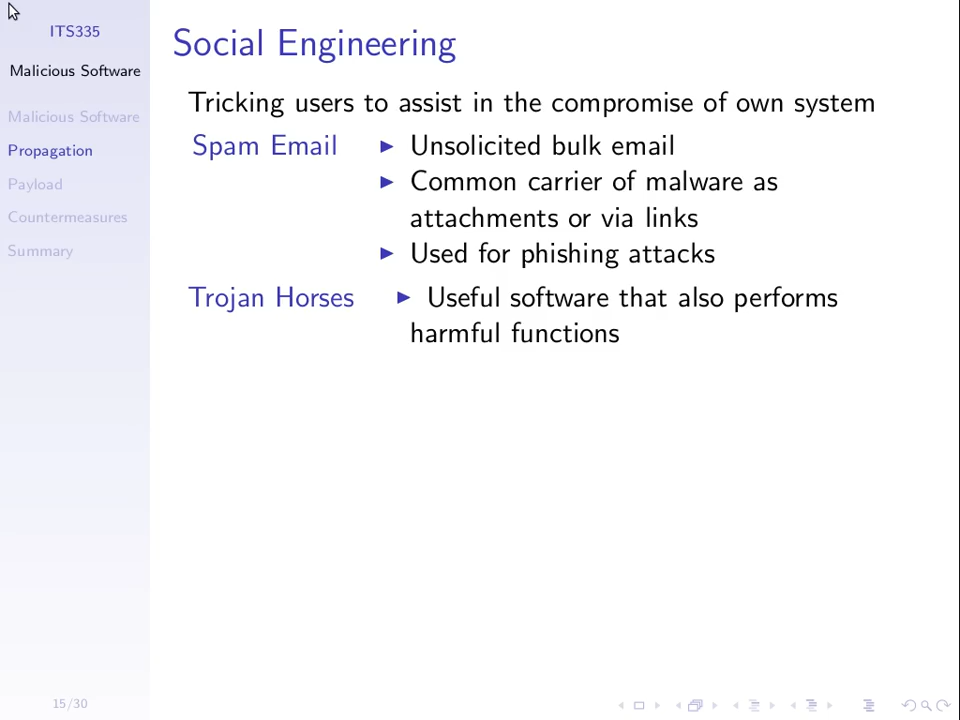 ITS335
Malicious Software
Malicious Software
Propagation
Payload
Countermeasures
Summary
15/30
Social Engineering
Tricking users to assist in the compromise of own system
Spam Email ▶ Unsolicited bulk email
▶ Common carrier of malware as
attachments or via links
▶ Used for phishing attacks
Trojan Horses ▶ Useful software that also performs
harmful functions